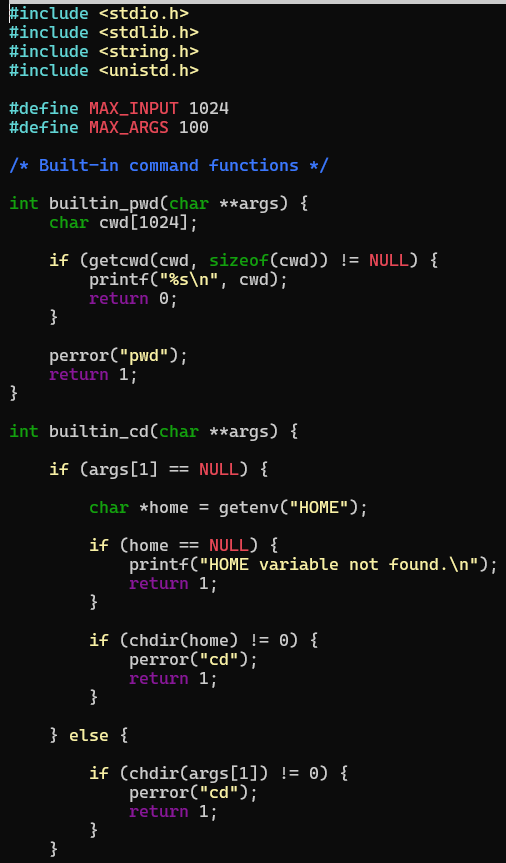 #include <stdio.h>
#include <stdlib.h>
#include <string.h>
#include <unistd.h>

#define MAX_INPUT 1024
#define MAX_ARGS 100

/* Built-in command functions */

int builtin_pwd(char **args) {
    char cwd[1024];

    if (getcwd(cwd, sizeof(cwd)) != NULL) {
        printf("%s\n", cwd);
        return 0;
    }

    perror("pwd");
    return 1;
}

int builtin_cd(char **args) {

    if (args[1] == NULL) {

        char *home = getenv("HOME");

        if (home == NULL) {
            printf("HOME variable not found.\n");
            return 1;
        }

        if (chdir(home) != 0) {
            perror("cd");
            return 1;
        }

    } else {

        if (chdir(args[1]) != 0) {
            perror("cd");
            return 1;
        }
    }